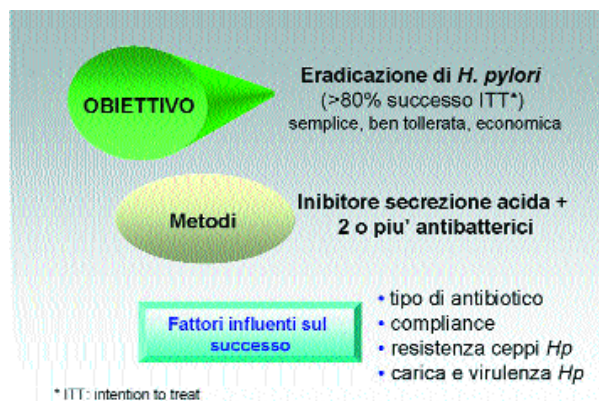 OBIETTIVO
Eradicazione di H. pylori
(>80% successo ITT*)
semplice, ben tollerata, economica
Metodi
Inibitore secrezione acida +
2 o piu' antibatterici
Fattori influenti sul
successo
• tipo di antibiotico
• compliance
• resistenza ceppi Hp
• carica e virulenza Hp
* ITT: intention to treat